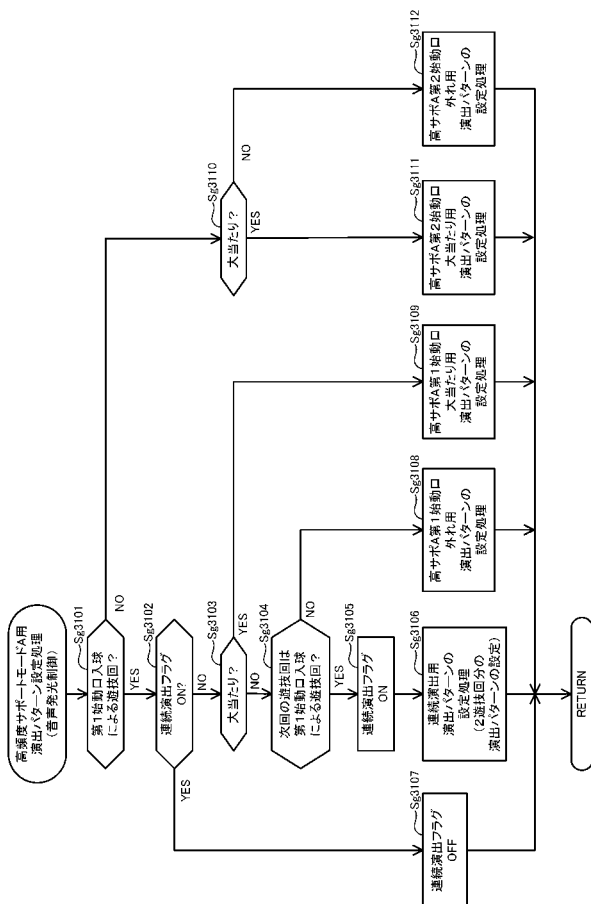 高頻度サポートモードA用
演出パターン設定処理
（音声発光制御）
Sg3101
第1始動口入球
による遊技回？
NO
YES
Sg3102
連続演出フラグ
ON？
YES
NO
Sg3103
大当たり？
YES
NO
Sg3104
次回の遊技回は
第1始動口入球
による遊技回？
NO
YES
Sg3105
連続演出フラグ
ON
Sg3106
連続演出用
演出パターンの
設定処理
（2遊技回分の
演出パターンの設定）
Sg3107
連続演出フラグ
OFF
Sg3108
高サポA第1始動口
外れ用
演出パターンの
設定処理
Sg3109
高サポA第1始動口
大当たり用
演出パターンの
設定処理
Sg3110
大当たり？
NO
YES
Sg3111
高サポA第2始動口
大当たり用
演出パターンの
設定処理
Sg3112
高サポA第2始動口
外れ用
演出パターンの
設定処理
RETURN